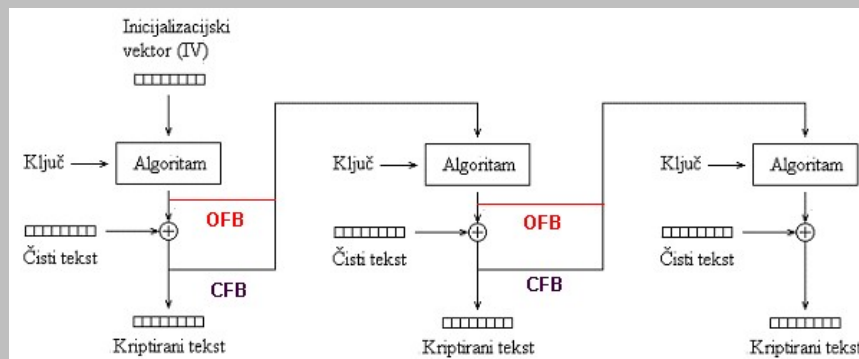 Inicijalizacijski
vektor (IV)
Ključ
Algoritam
Ključ
Algoritam
Ključ
Algoritam
OFB
OFB
Čisti tekst
Čisti tekst
Čisti tekst
CFB
CFB
Kriptirani tekst
Kriptirani tekst
Kriptirani tekst